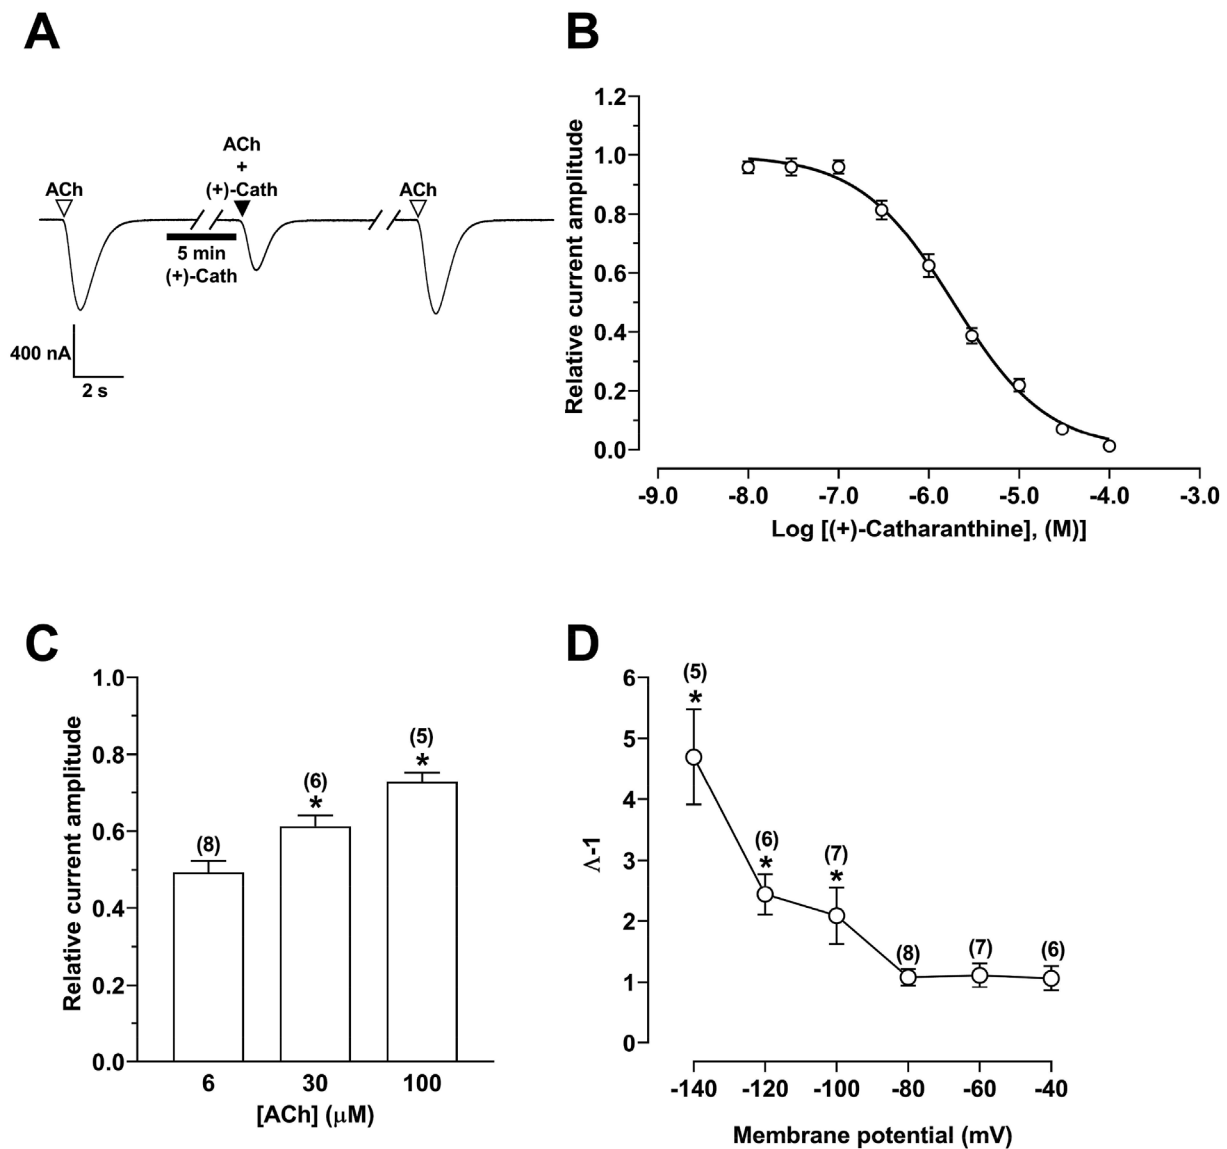 A
ACh
ACh
+
(+)-Cath
ACh
5 min
(+)-Cath
400 nA
2 s
B
Relative current amplitude
1.2
1.0
0.8
0.6
0.4
0.2
0.0
-9.0 -8.0 -7.0 -6.0 -5.0 -4.0 -3.0
Log [(+)-Catharanthine], (M)]
C
Relative current amplitude
1.0
0.8
0.6
0.4
0.2
0.0
(8)
(6)
*
(5)
*
6 30 100
[ACh] (μM)
D
Λ-1
6
5
4
3
2
1
0
(5)
*
(6)
*
(7)
*
(8)
(7)
(6)
-140 -120 -100 -80 -60 -40
Membrane potential (mV)